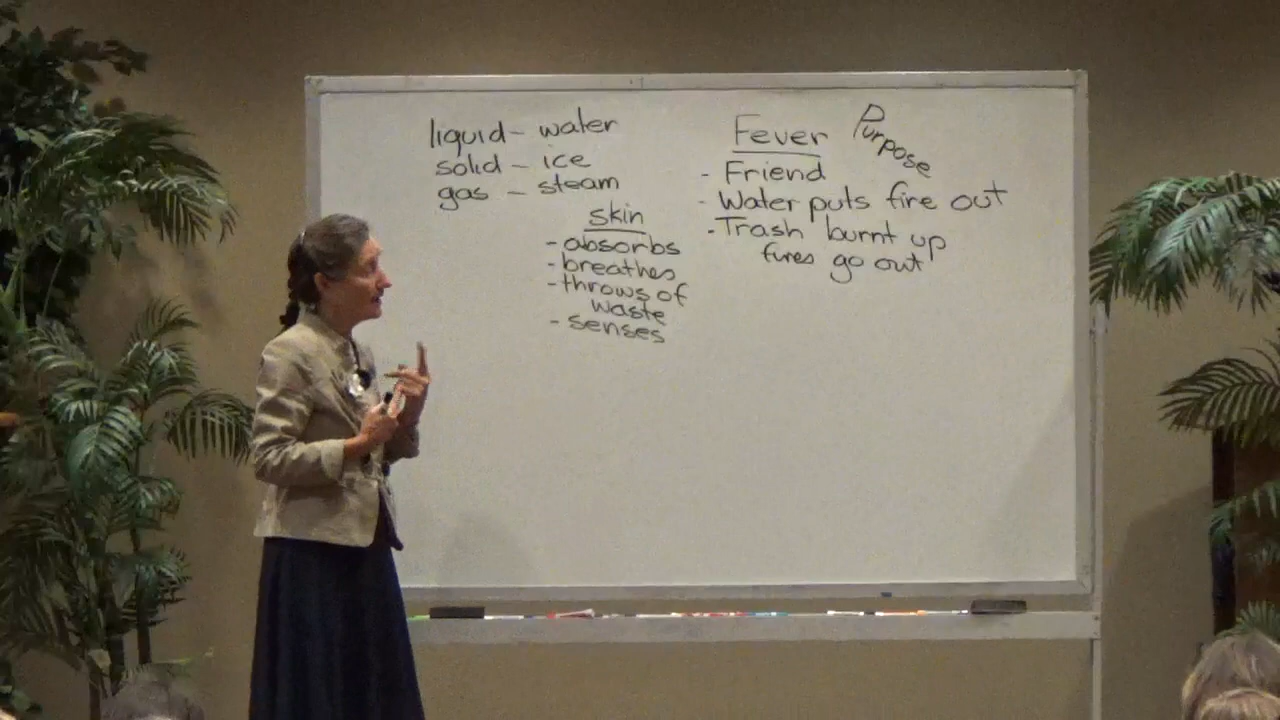 liquid - water
solid - ice
gas - steam
skin
- absorbs
- breathes
- throws of
waste
- senses
Fever Purpose
- Friend
- Water puts fire out
- Trash burnt up
fires go out